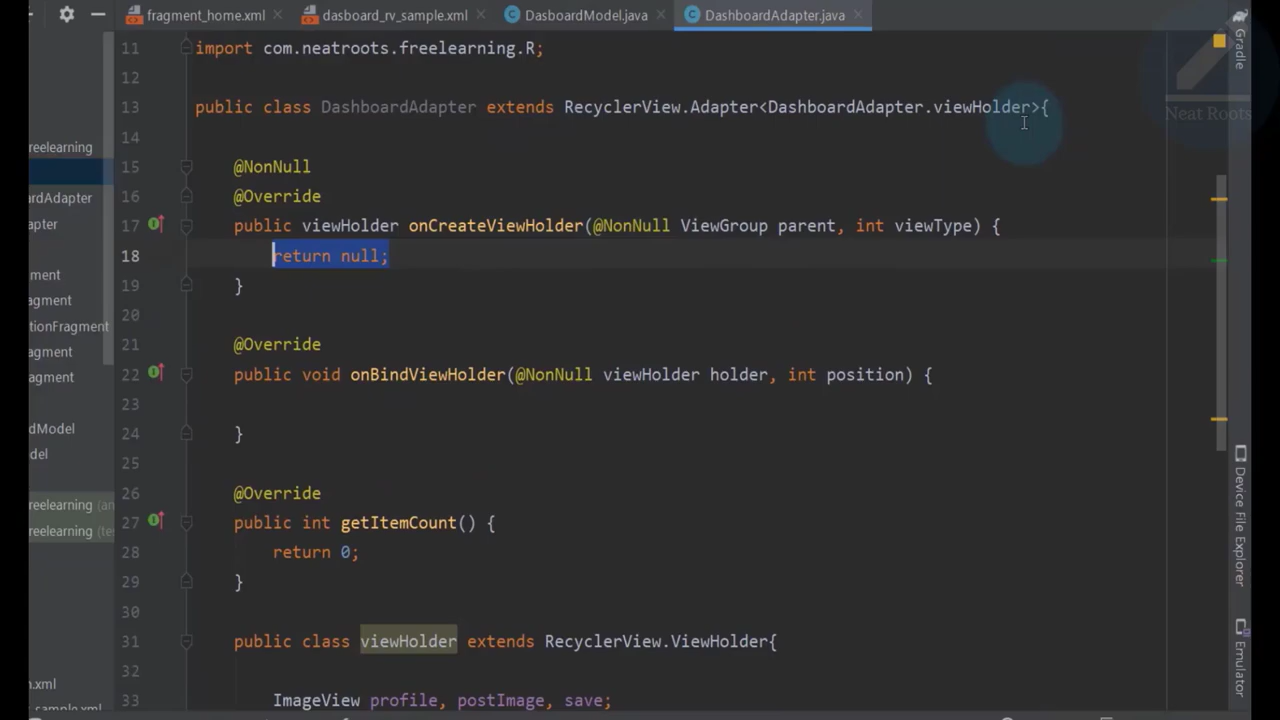 fragment_home.xml
dasboard_rv_sample.xml
DasboardModel.java
DashboardAdapter.java
Gradle
Neat Roots
reelearning
rdAdapter
apter
ment
agment
tionFragment
agment
agment
dModel
del
reelearning (an
reelearning (tes
n.xml
sample.xml
11 import com.neatroots.freelearning.R;
12
13 public class DashboardAdapter extends RecyclerView.Adapter<DashboardAdapter.viewHolder>{
14
15 @NonNull
16 @Override
17 public viewHolder onCreateViewHolder(@NonNull ViewGroup parent, int viewType) {
18 return null;
19 }
20
21 @Override
22 public void onBindViewHolder(@NonNull viewHolder holder, int position) {
23
24 }
25
26 @Override
27 public int getItemCount() {
28 return 0;
29 }
30
31 public class viewHolder extends RecyclerView.ViewHolder{
32
33 ImageView profile, postImage, save;
Device File Explorer
Emulator